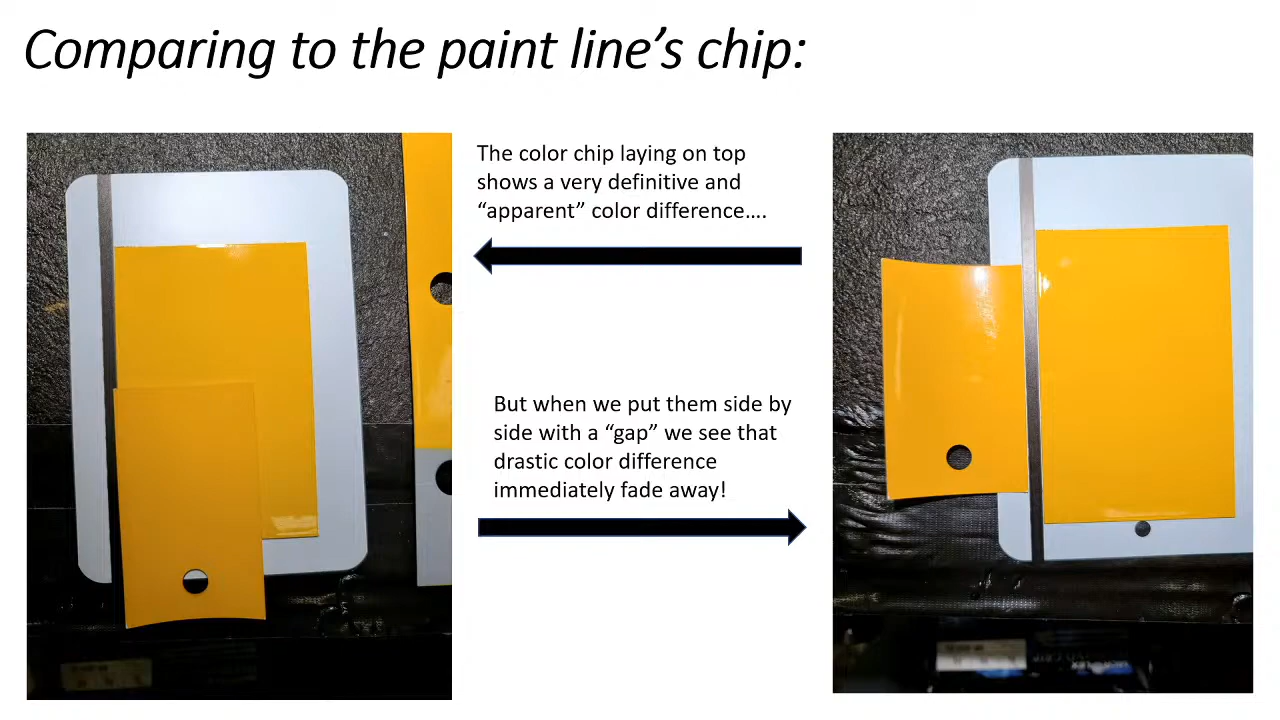 Comparing to the paint line’s chip:
The color chip laying on top
shows a very definitive and
“apparent” color difference….
But when we put them side by
side with a “gap” we see that
drastic color difference
immediately fade away!